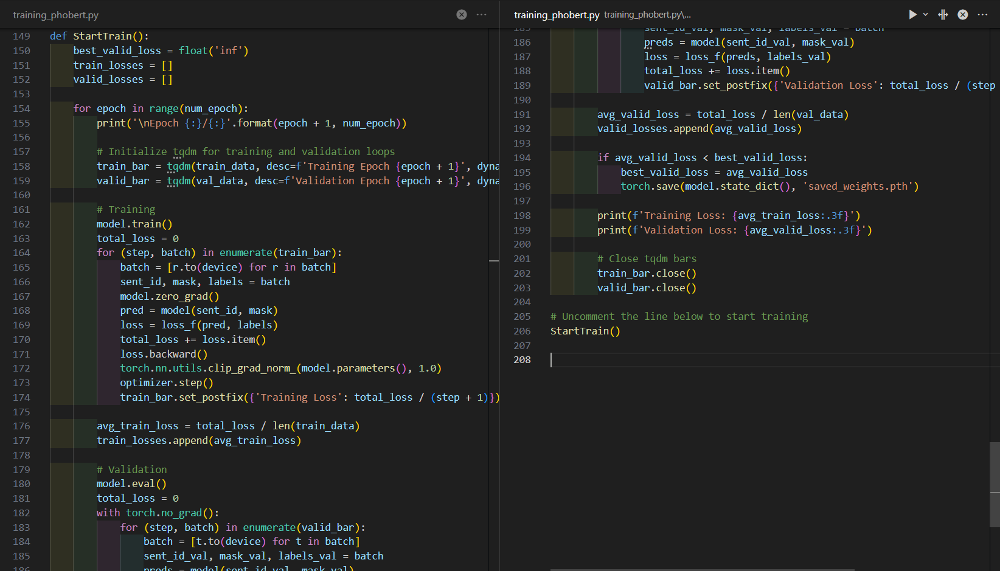 training_phobert.py
149 def StartTrain():
150     best_valid_loss = float('inf')
151     train_losses = []
152     valid_losses = []
153
154     for epoch in range(num_epoch):
155         print('\nEpoch {:}/{:}'.format(epoch + 1, num_epoch))
156
157         # Initialize tqdm for training and validation loops
158         train_bar = tqdm(train_data, desc=f'Training Epoch {epoch + 1}', dyna
159         valid_bar = tqdm(val_data, desc=f'Validation Epoch {epoch + 1}', dyna
160
161         # Training
162         model.train()
163         total_loss = 0
164         for (step, batch) in enumerate(train_bar):
165             batch = [r.to(device) for r in batch]
166             sent_id, mask, labels = batch
167             model.zero_grad()
168             pred = model(sent_id, mask)
169             loss = loss_f(pred, labels)
170             total_loss += loss.item()
171             loss.backward()
172             torch.nn.utils.clip_grad_norm_(model.parameters(), 1.0)
173             optimizer.step()
174             train_bar.set_postfix({'Training Loss': total_loss / (step + 1)})
175
176         avg_train_loss = total_loss / len(train_data)
177         train_losses.append(avg_train_loss)
178
179         # Validation
180         model.eval()
181         total_loss = 0
182         with torch.no_grad():
183             for (step, batch) in enumerate(valid_bar):
184                 batch = [t.to(device) for t in batch]
185                 sent_id_val, mask_val, labels_val = batch
186                 preds = model(sent_id_val, mask_val)
training_phobert.py training_phobert.py\...
185                 sent_id_val, mask_val, labels_val = batch
186                 preds = model(sent_id_val, mask_val)
187                 loss = loss_f(preds, labels_val)
188                 total_loss += loss.item()
189                 valid_bar.set_postfix({'Validation Loss': total_loss / (step
190
191         avg_valid_loss = total_loss / len(val_data)
192         valid_losses.append(avg_valid_loss)
193
194         if avg_valid_loss < best_valid_loss:
195             best_valid_loss = avg_valid_loss
196             torch.save(model.state_dict(), 'saved_weights.pth')
197
198         print(f'Training Loss: {avg_train_loss:.3f}')
199         print(f'Validation Loss: {avg_valid_loss:.3f}')
200
201         # Close tqdm bars
202         train_bar.close()
203         valid_bar.close()
204
205 # Uncomment the line below to start training
206 StartTrain()
207
208